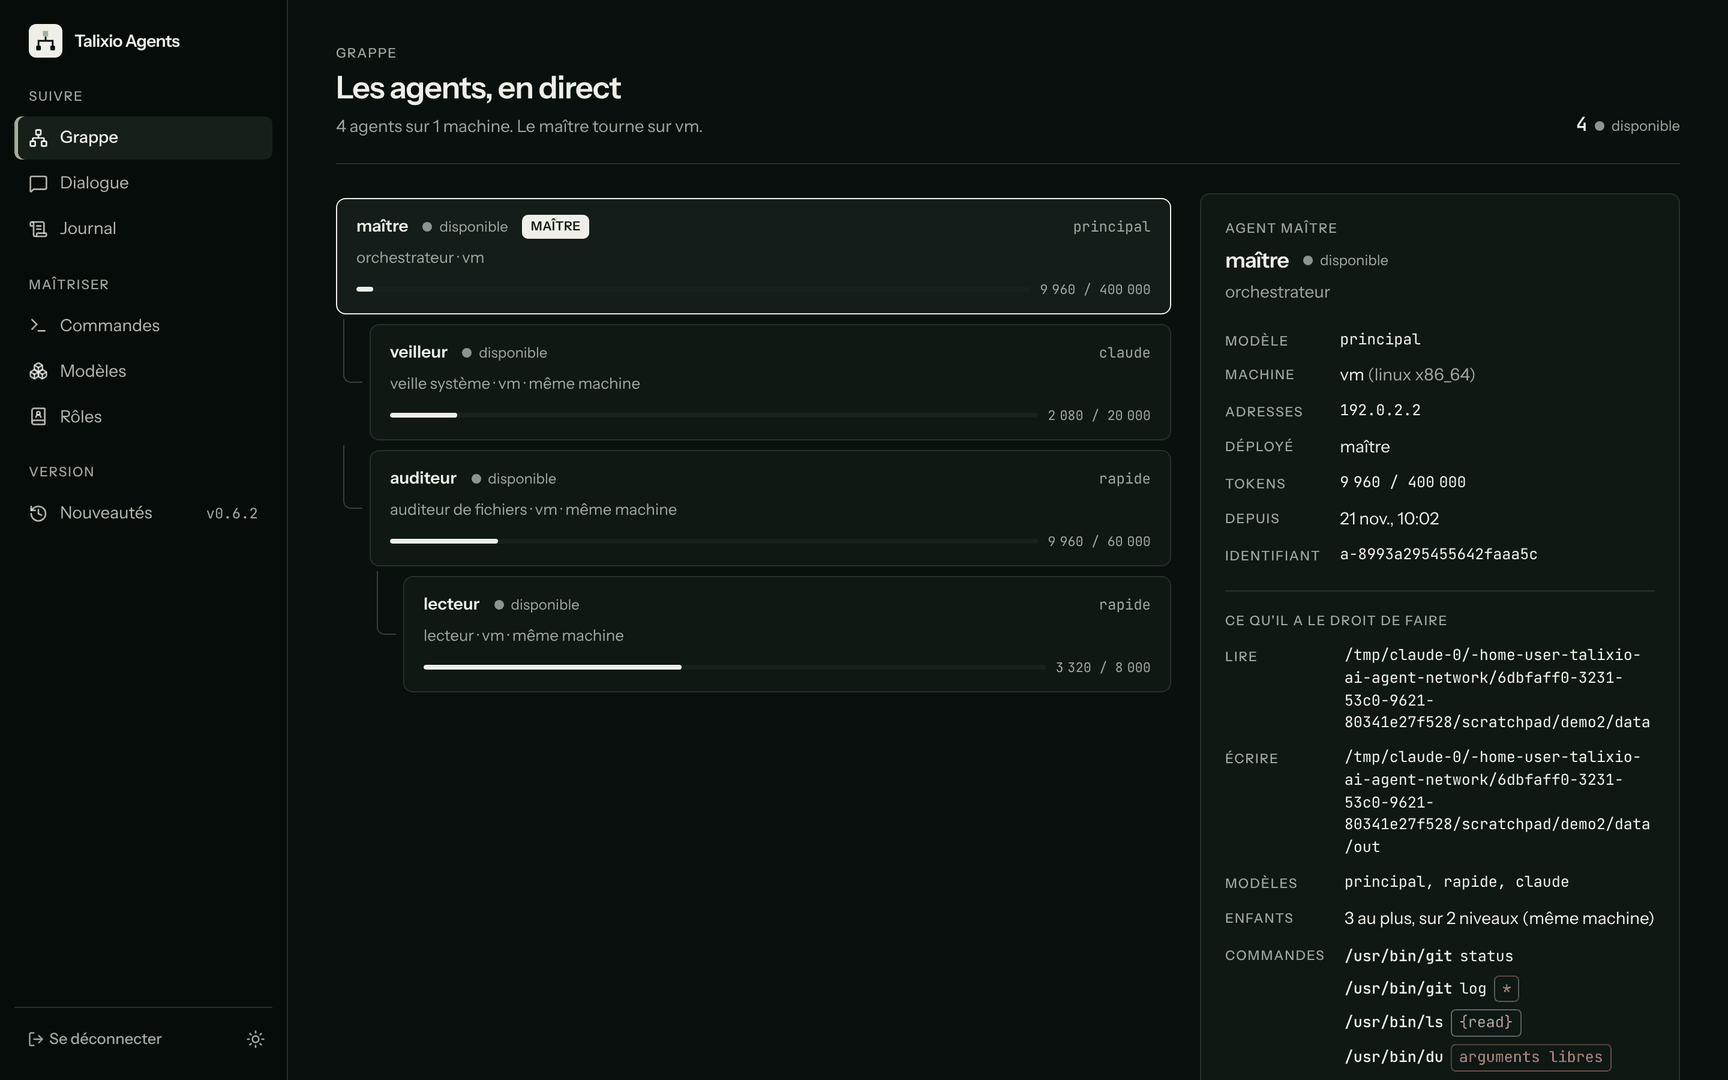 Talixio Agents
SUIVRE
Grappe
Dialogue
Journal
MAÎTRISER
Commandes
Modèles
Rôles
VERSION
Nouveautés v0.6.2
Se déconnecter
GRAPPE
Les agents, en direct
4 agents sur 1 machine. Le maître tourne sur vm.
4 disponible
maître disponible MAÎTRE principal
orchestrateur · vm
9 960 / 400 000
veilleur disponible claude
veille système · vm · même machine
2 080 / 20 000
auditeur disponible rapide
auditeur de fichiers · vm · même machine
9 960 / 60 000
lecteur disponible rapide
lecteur · vm · même machine
3 320 / 8 000
AGENT MAÎTRE
maître disponible
orchestrateur
MODÈLE principal
MACHINE vm (linux x86_64)
ADRESSES 192.0.2.2
DÉPLOYÉ maître
TOKENS 9 960 / 400 000
DEPUIS 21 nov., 10:02
IDENTIFIANT a-8993a295455642faaa5c
CE QU'IL A LE DROIT DE FAIRE
LIRE /tmp/claude-0/-home-user-talixio-
ai-agent-network/6dbfaff0-3231-
53c0-9621-
80341e27f528/scratchpad/demo2/data
ÉCRIRE /tmp/claude-0/-home-user-talixio-
ai-agent-network/6dbfaff0-3231-
53c0-9621-
80341e27f528/scratchpad/demo2/data
/out
MODÈLES principal, rapide, claude
ENFANTS 3 au plus, sur 2 niveaux (même machine)
COMMANDES /usr/bin/git status
/usr/bin/git log *
/usr/bin/ls {read}
/usr/bin/du arguments libres